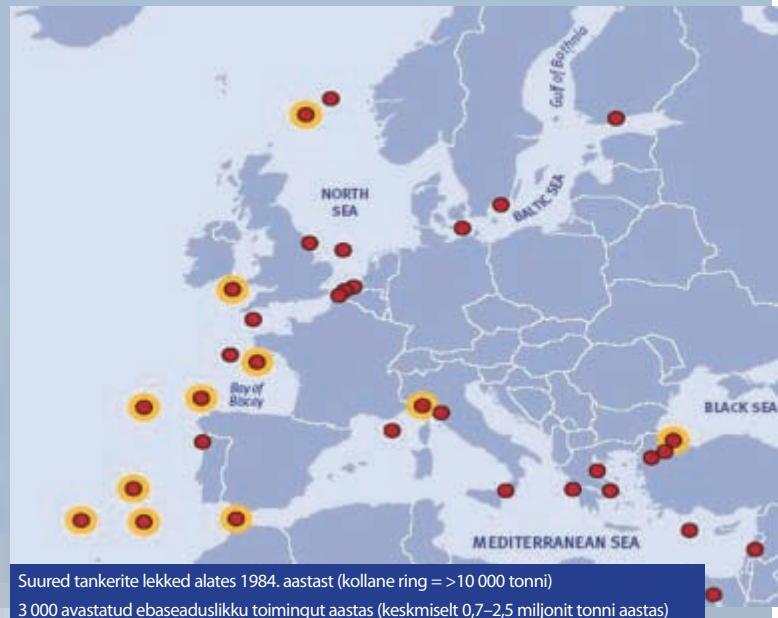 Gulf of Bothnia
NORTH
SEA
BALTIC SEA
Bay of
Biscay
BLACK SEA
MEDITERRANEAN SEA
Suured tankerite lekked alates 1984. aastast (kollane ring = >10 000 tonni)
3 000 avastatud ebaseaduslikku toimingut aastas (keskmiselt 0,7–2,5 miljonit tonni aastas)